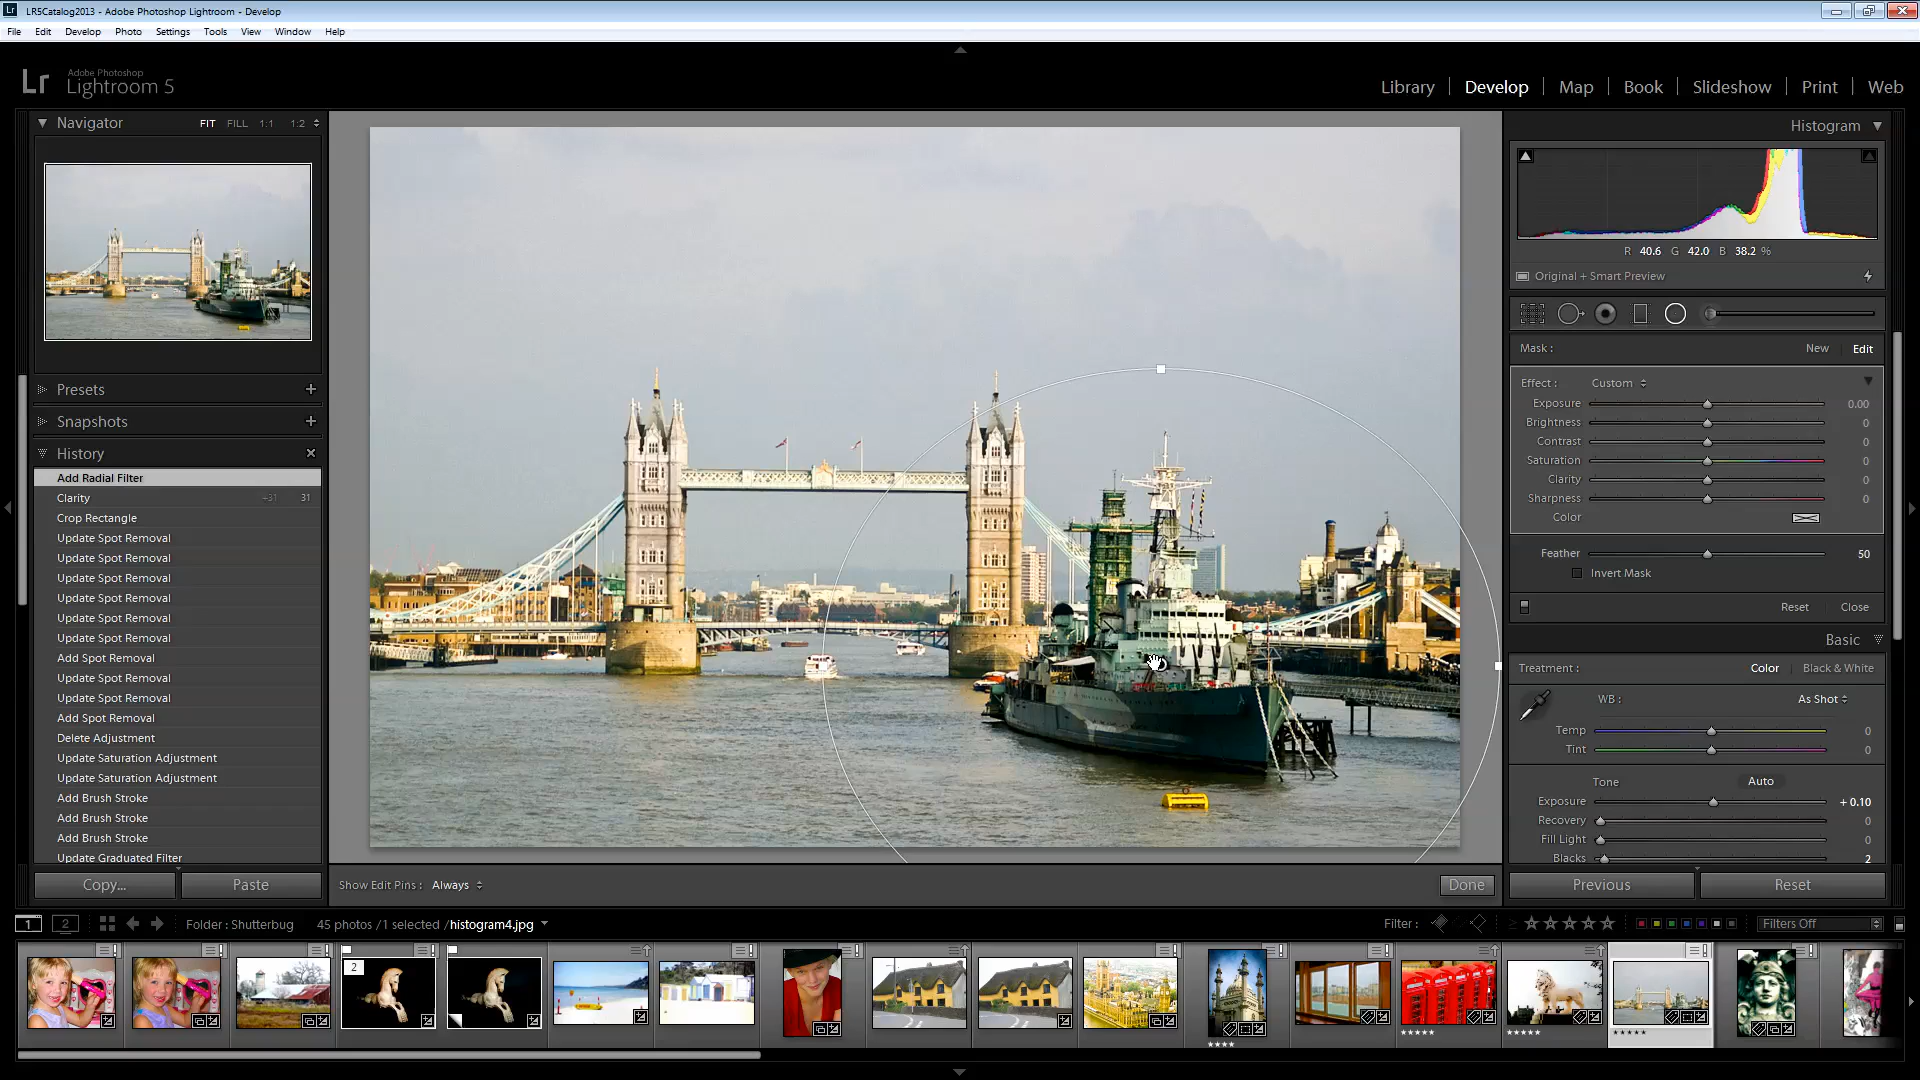 LR5Catalog2013 - Adobe Photoshop Lightroom - Develop
File Edit Develop Photo Settings Tools View Window Help
Lr Adobe Photoshop
Lightroom 5
Library Develop Map Book Slideshow Print Web
Navigator FIT FILL 1:1 1:2
Presets
Snapshots
History
Add Radial Filter
Clarity +31 31
Crop Rectangle
Update Spot Removal
Update Spot Removal
Update Spot Removal
Update Spot Removal
Update Spot Removal
Update Spot Removal
Add Spot Removal
Update Spot Removal
Update Spot Removal
Add Spot Removal
Delete Adjustment
Update Saturation Adjustment
Update Saturation Adjustment
Add Brush Stroke
Add Brush Stroke
Add Brush Stroke
Update Graduated Filter
Copy... Paste
Show Edit Pins : Always
Done
Histogram
R 40.6 G 42.0 B 38.2 %
Original + Smart Preview
Mask : New Edit
Effect : Custom
Exposure 0.00
Brightness 0
Contrast 0
Saturation 0
Clarity 0
Sharpness 0
Color
Feather 50
Invert Mask
Reset Close
Basic
Treatment : Color Black & White
WB : As Shot
Temp 0
Tint 0
Tone Auto
Exposure + 0.10
Recovery 0
Fill Light 0
Blacks 2
Previous Reset
1 2 Folder : Shutterbug 45 photos /1 selected /histogram4.jpg
Filter : ≥ Filters Off
2